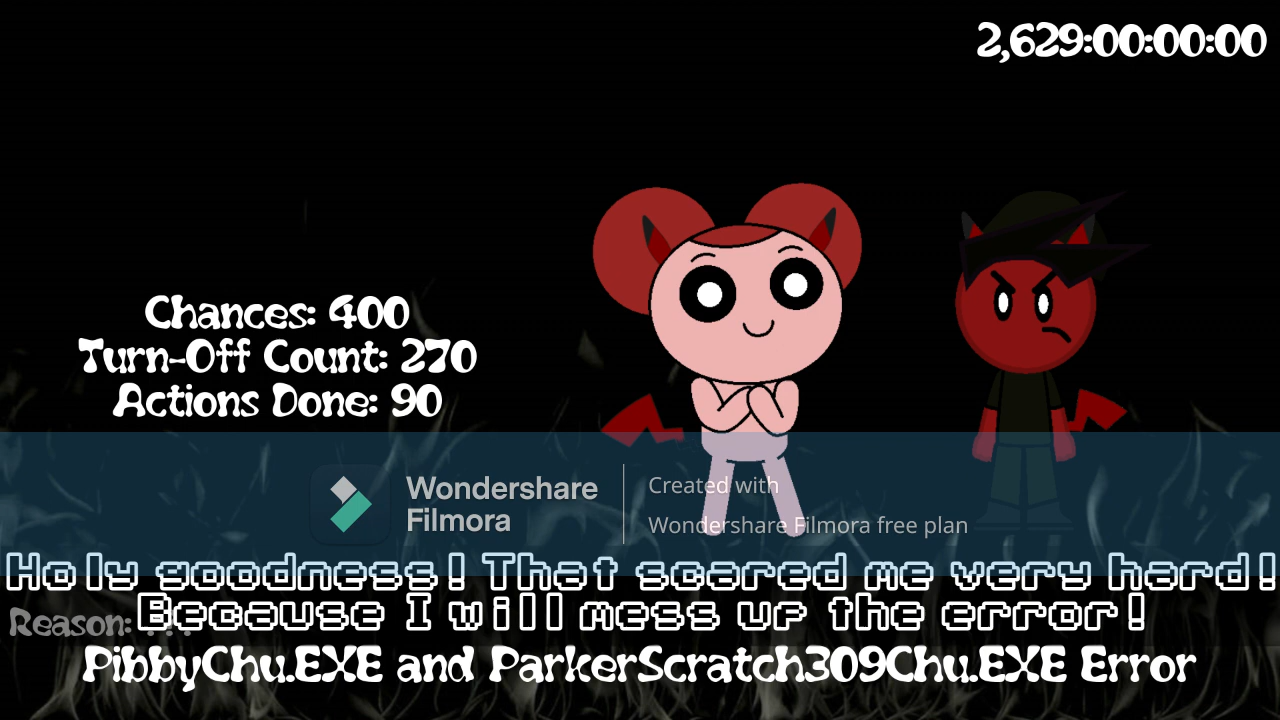 2,629:00:00:00
Chances: 400
Turn-Off Count: 270
Actions Done: 90
Wondershare
Filmora
Created with
Wondershare Filmora free plan
Holy goodness! That scared me very hard!
Because I will mess up the error!
Reason: ???
PibbyChu.EXE and ParkerScratch309Chu.EXE Error